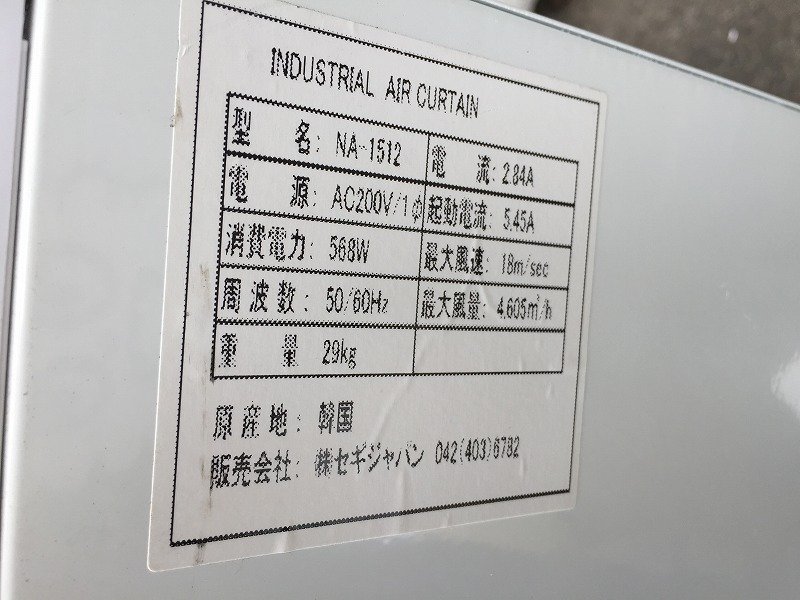 INDUSTRIAL AIR CURTAIN
型 名: NA-1512 電 流: 2.84A
電 源: AC200V/1Φ 起動電流: 5.45A
消費電力: 568W 最大風速: 18m/sec
周 波 数: 50/60Hz 最大風量: 4,605m³/h
重 量 29kg
原 産 地: 韓国
販売会社: ㈱セギジャパン 042(403)6782